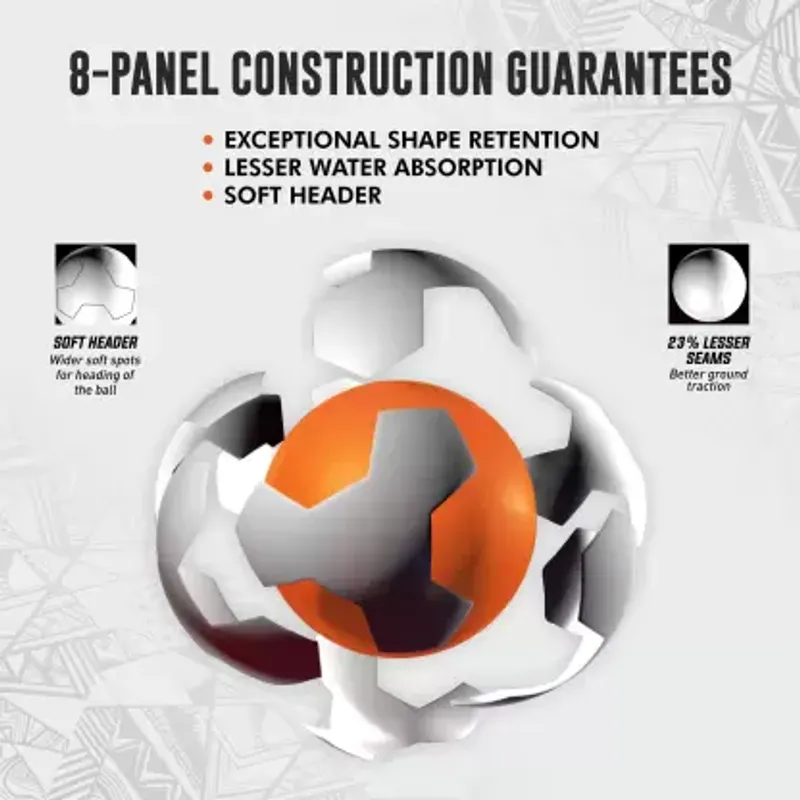 8-PANEL CONSTRUCTION GUARANTEES
• EXCEPTIONAL SHAPE RETENTION
• LESSER WATER ABSORPTION
• SOFT HEADER
SOFT HEADER
Wider soft spots
for heading of
the ball
23% LESSER
SEAMS
Better ground
traction